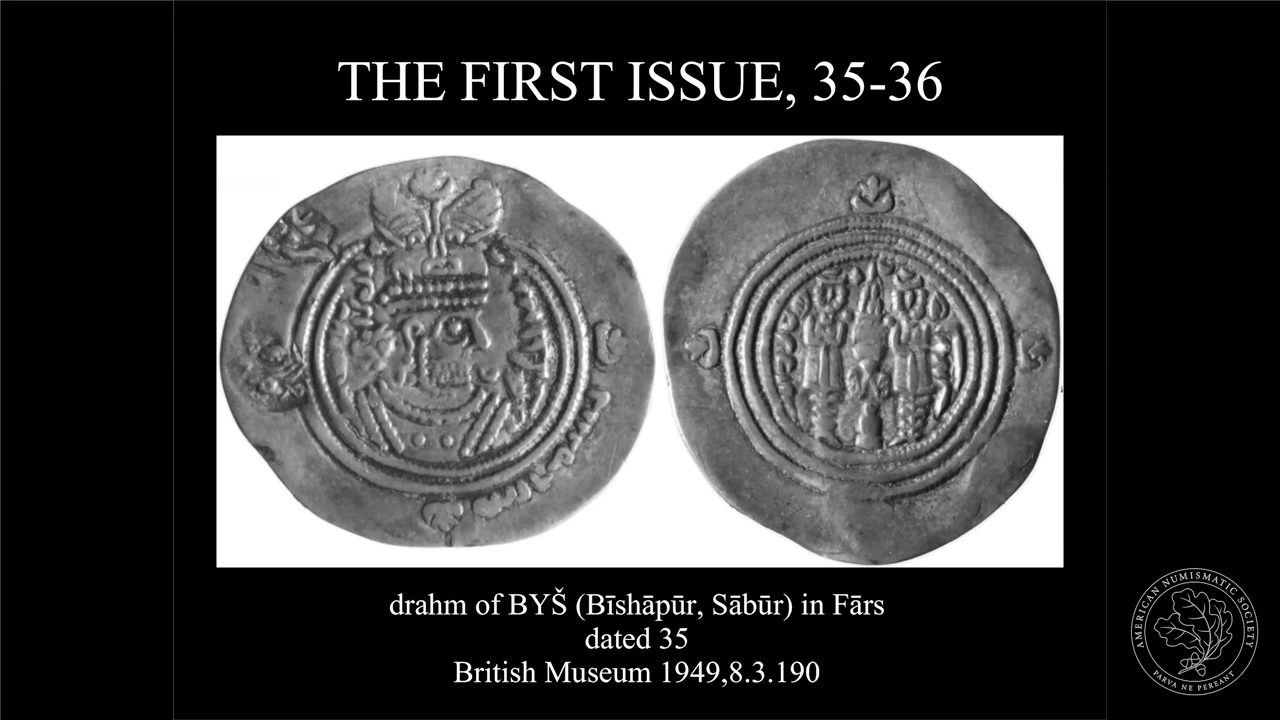 THE FIRST ISSUE, 35-36
drahm of BYŠ (Bīshāpūr, Sābūr) in Fārs
dated 35
British Museum 1949,8.3.190
AMERICAN NUMISMATIC SOCIETY
PARVA NE PEREANT